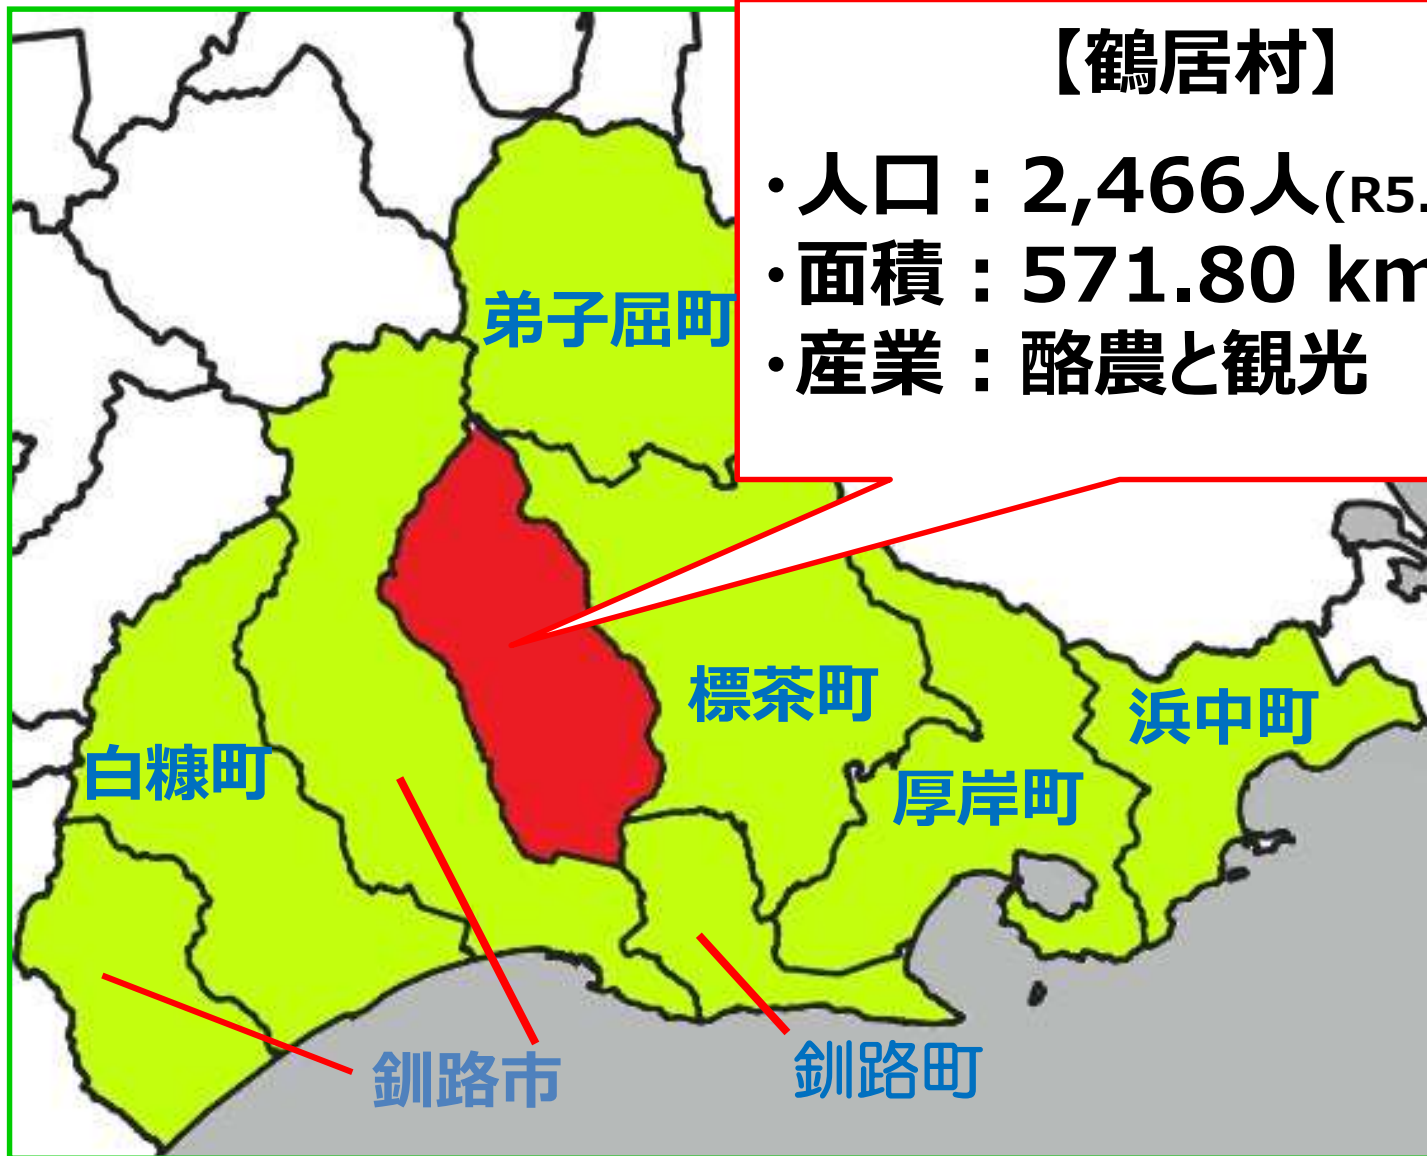 【鶴居村】
・人口：2,466人(R5.
・面積：571.80 km
・産業：酪農と観光
弟子屈町
標茶町
浜中町
白糠町
厚岸町
釧路市
釧路町